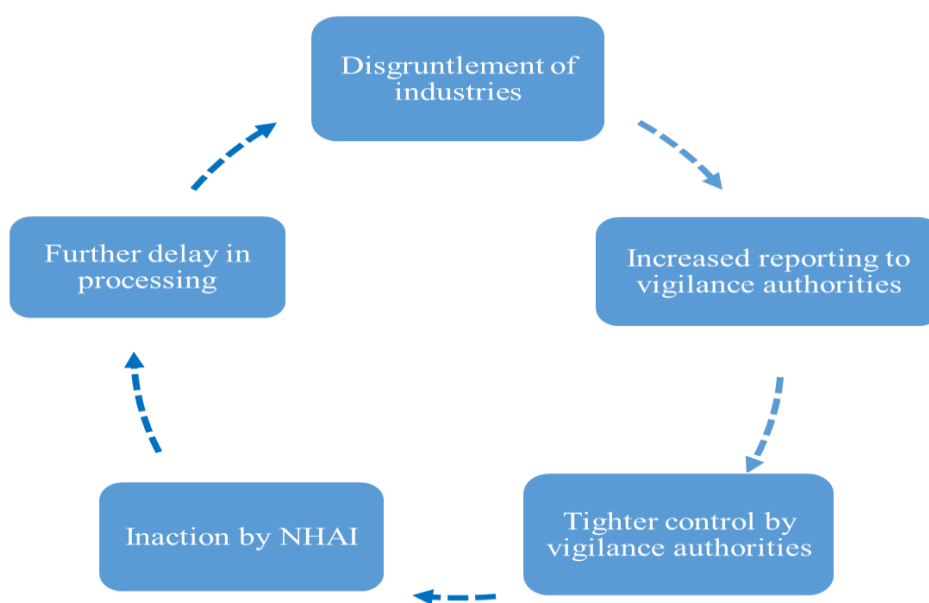 Disgruntlement of
industries
Increased reporting to
vigilance authorities
Tighter control by
vigilance authorities
Inaction by NHAI
Further delay in
processing